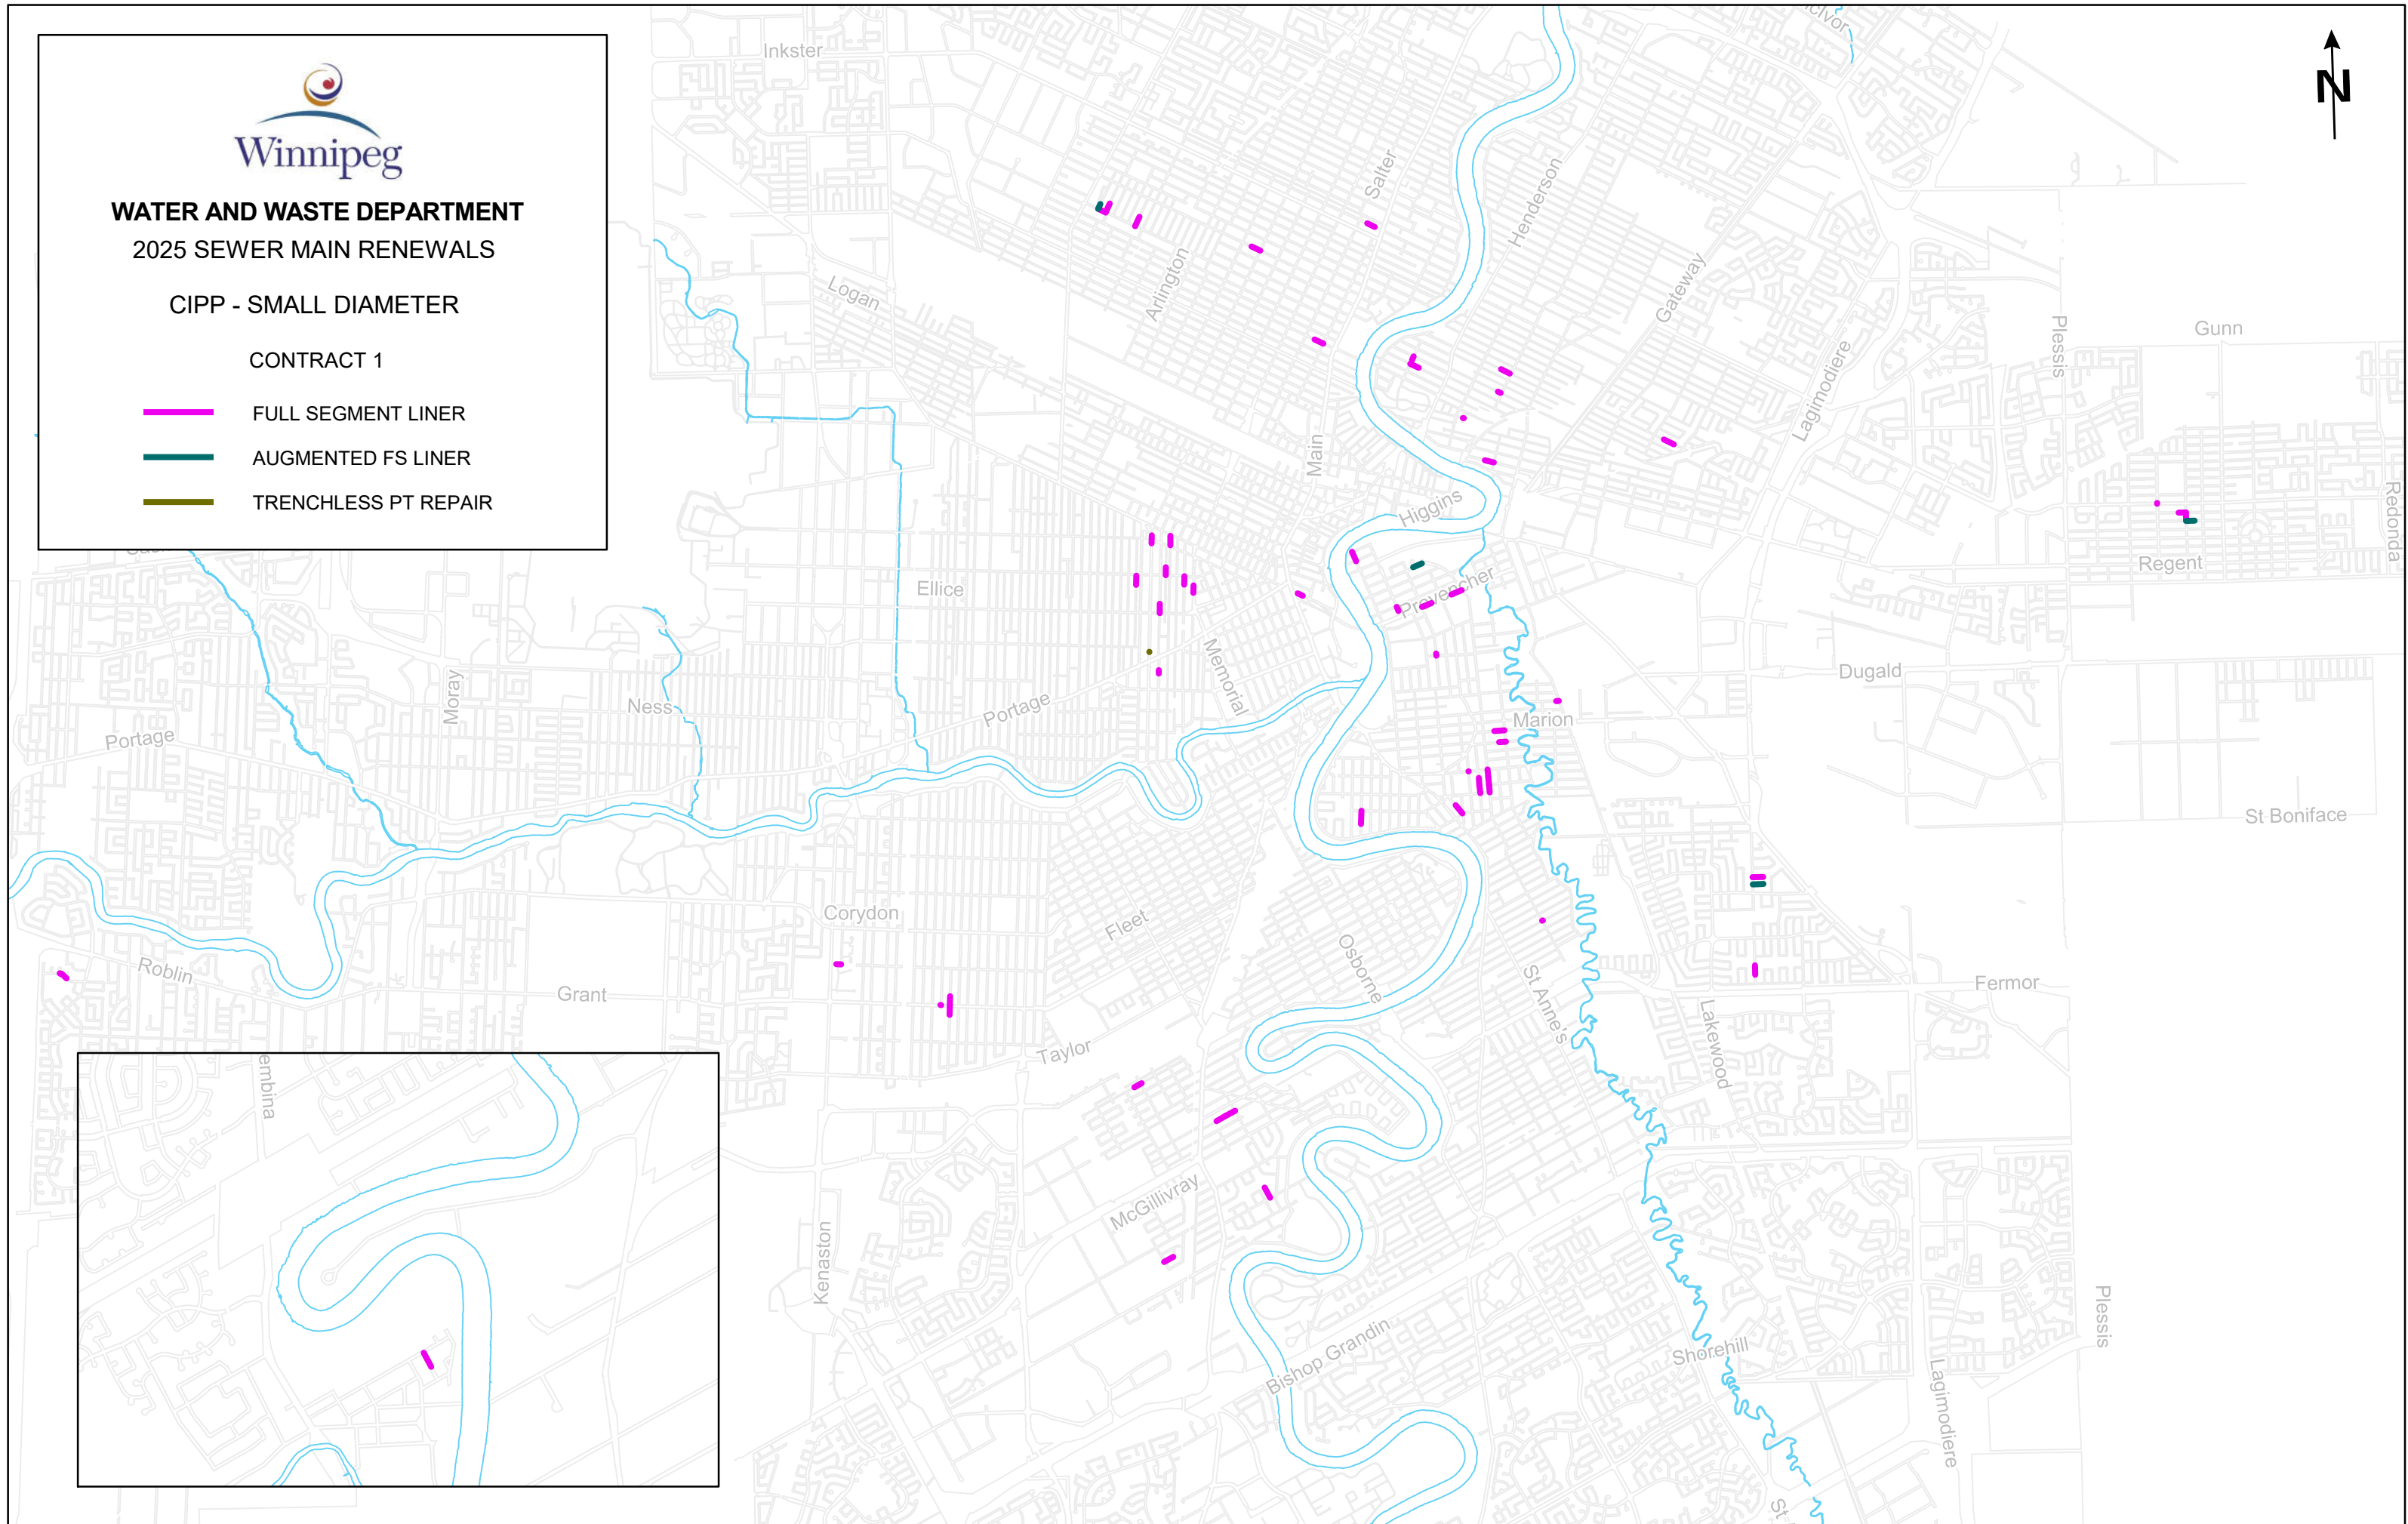 Winnipeg
WATER AND WASTE DEPARTMENT
2025 SEWER MAIN RENEWALS
CIPP - SMALL DIAMETER
CONTRACT 1
FULL SEGMENT LINER
AUGMENTED FS LINER
TRENCHLESS PT REPAIR
N
Inkster
Salter
Henderson
Arlington
Logan
Gateway
Lagimodiere
Plessis
Gunn
Main
Higgins
Redonda
Regent
Provencher
Ellice
Memorial
Moray
Ness
Portage
Portage
Dugald
Marion
St Boniface
Corydon
Fleet
Osborne
Roblin
Grant
St Anne's
Fermor
Lakewood
Taylor
embina
McGillivray
Kenaston
Plessis
Bishop Grandin
Shorehill
Lagimodiere
St